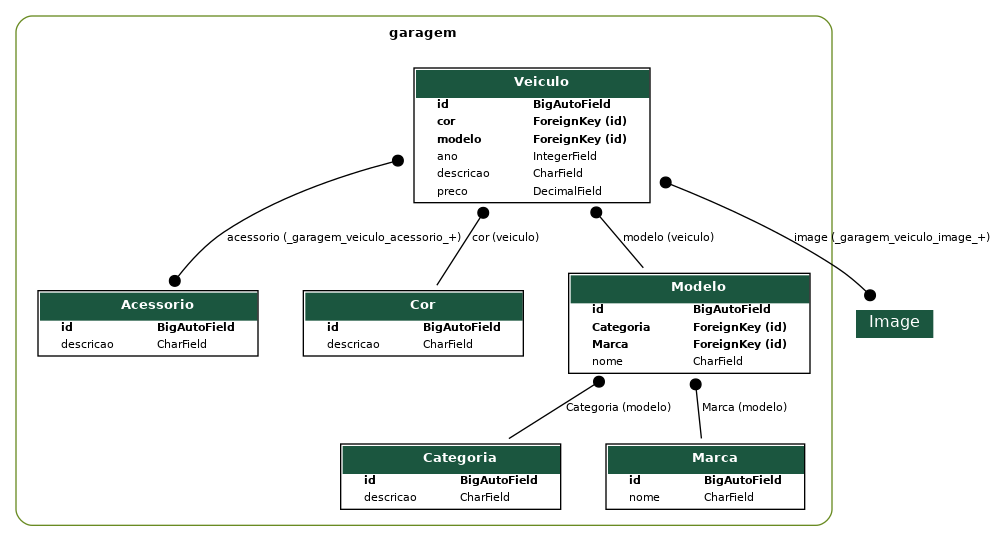 garagem
Veiculo
id BigAutoField
cor ForeignKey (id)
modelo ForeignKey (id)
ano IntegerField
descricao CharField
preco DecimalField
acessorio (_garagem_veiculo_acessorio_+) cor (veiculo) modelo (veiculo) image (_garagem_veiculo_image_+)
Acessorio
id BigAutoField
descricao CharField
Cor
id BigAutoField
descricao CharField
Modelo
id BigAutoField
Categoria ForeignKey (id)
Marca ForeignKey (id)
nome CharField
Image
Categoria (modelo) Marca (modelo)
Categoria
id BigAutoField
descricao CharField
Marca
id BigAutoField
nome CharField